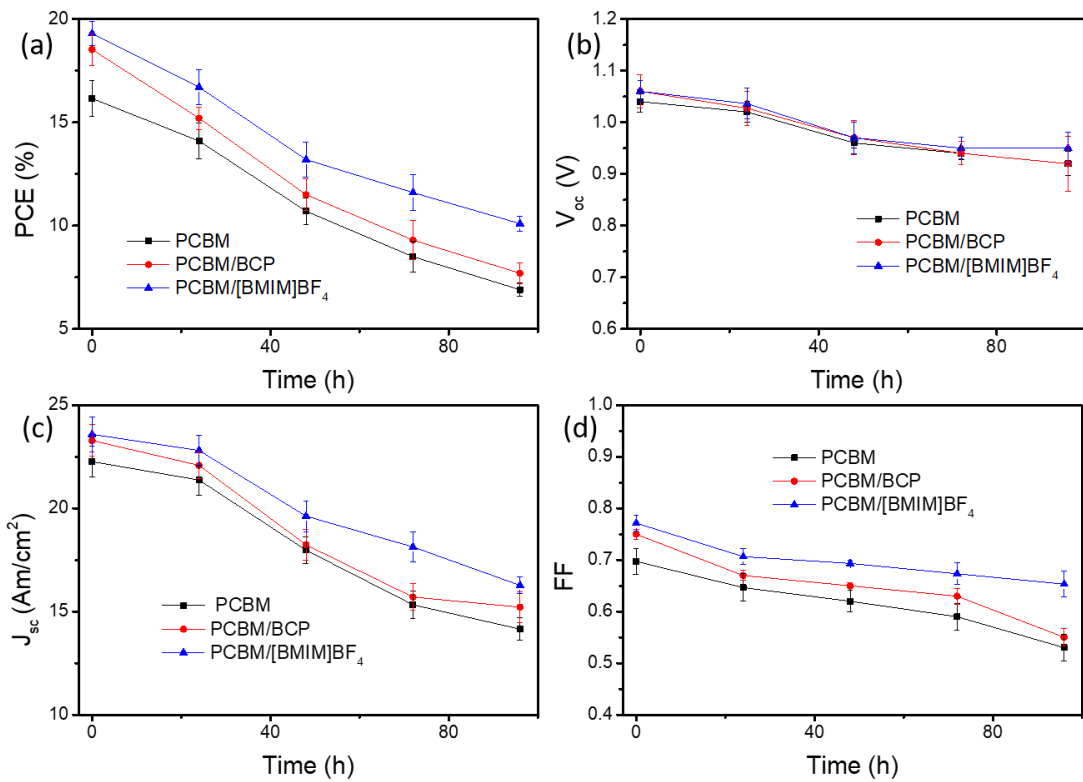 (a)
20
15
10
5
PCE (%)
PCBM
PCBM/BCP
PCBM/[BMIM]BF4
0 40 80
Time (h)
(b)
1.2
1.1
1.0
0.9
0.8
0.7
0.6
Voc (V)
PCBM
PCBM/BCP
PCBM/[BMIM]BF4
0 40 80
Time (h)
(c)
25
20
15
10
Jsc (Am/cm2)
PCBM
PCBM/BCP
PCBM/[BMIM]BF4
0 40 80
Time (h)
(d)
1.0
0.9
0.8
0.7
0.6
0.5
0.4
FF
PCBM
PCBM/BCP
PCBM/[BMIM]BF4
0 40 80
Time (h)